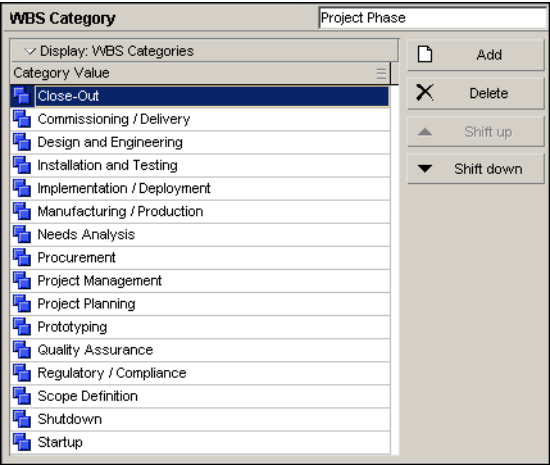 WBS Category
Project Phase
Display: WBS Categories
Category Value
Close-Out
Commissioning / Delivery
Design and Engineering
Installation and Testing
Implementation / Deployment
Manufacturing / Production
Needs Analysis
Procurement
Project Management
Project Planning
Prototyping
Quality Assurance
Regulatory / Compliance
Scope Definition
Shutdown
Startup
Add
Delete
Shift up
Shift down